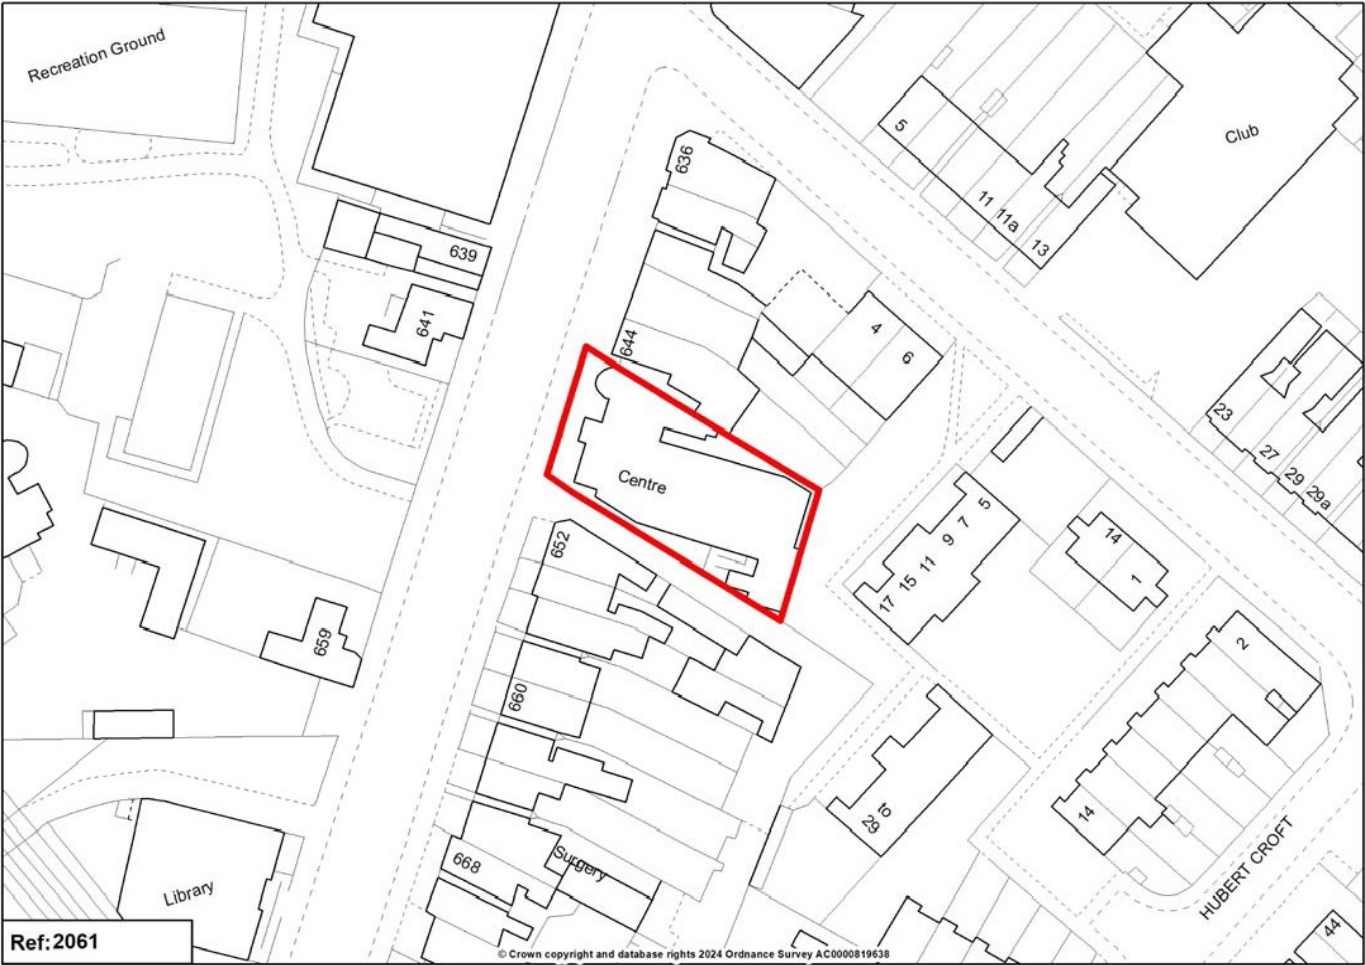 Recreation Ground
Club
5
11
11a
13
636
639
641
644
4
6
23
27
29
29a
Centre
652
5
7
9
11
15
17
14
1
659
660
2
to
29
14
668
Surgery
Library
HUBERT CROFT
44
Ref: 2061
© Crown copyright and database rights 2024 Ordnance Survey AC0000819638